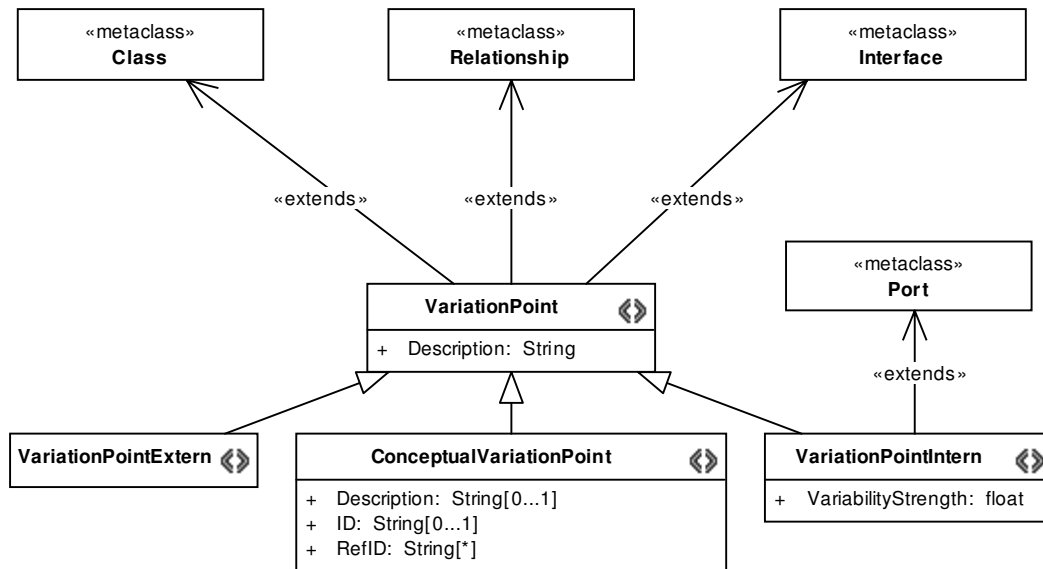 «metaclass»
Class
«metaclass»
Relationship
«metaclass»
Interface
«extends»
«extends»
«extends»
«metaclass»
Port
VariationPoint
+ Description: String
«extends»
VariationPointExtern
ConceptualVariationPoint
+ Description: String[0...1]
+ ID: String[0...1]
+ RefID: String[*]
VariationPointIntern
+ VariabilityStrength: float